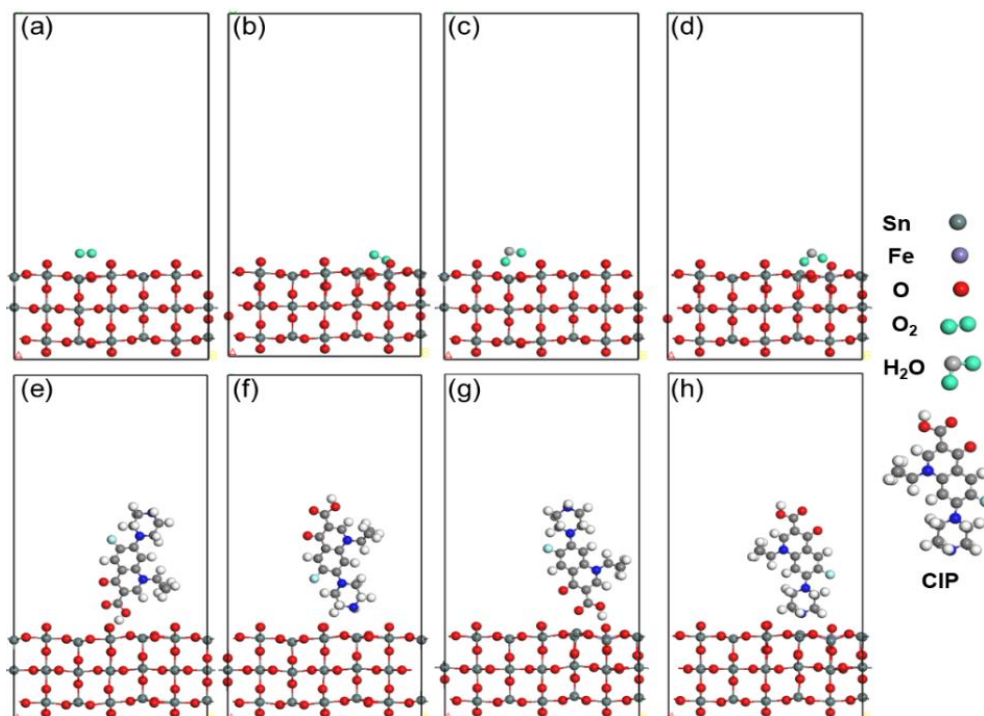 (a) (b) (c) (d)
Sn
Fe
O
O₂
H₂O
(e) (f) (g) (h)
CIP